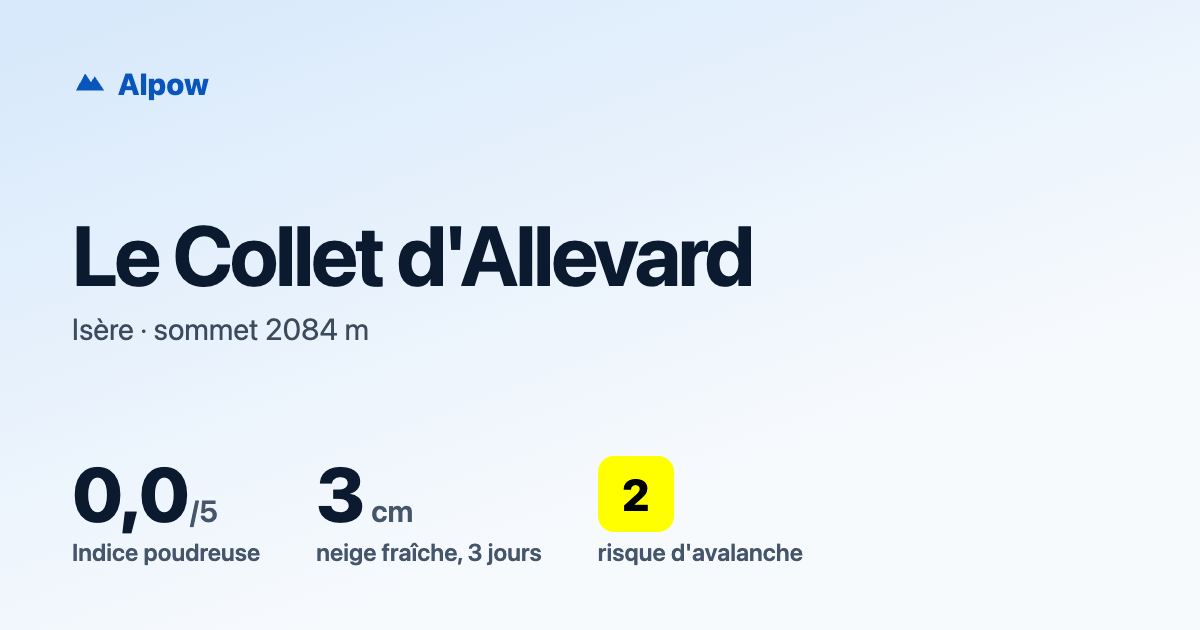 Alpow
Le Collet d'Allevard
Isère · sommet 2084 m
0,0/5
Indice poudreuse
3 cm
neige fraîche, 3 jours
2
risque d'avalanche